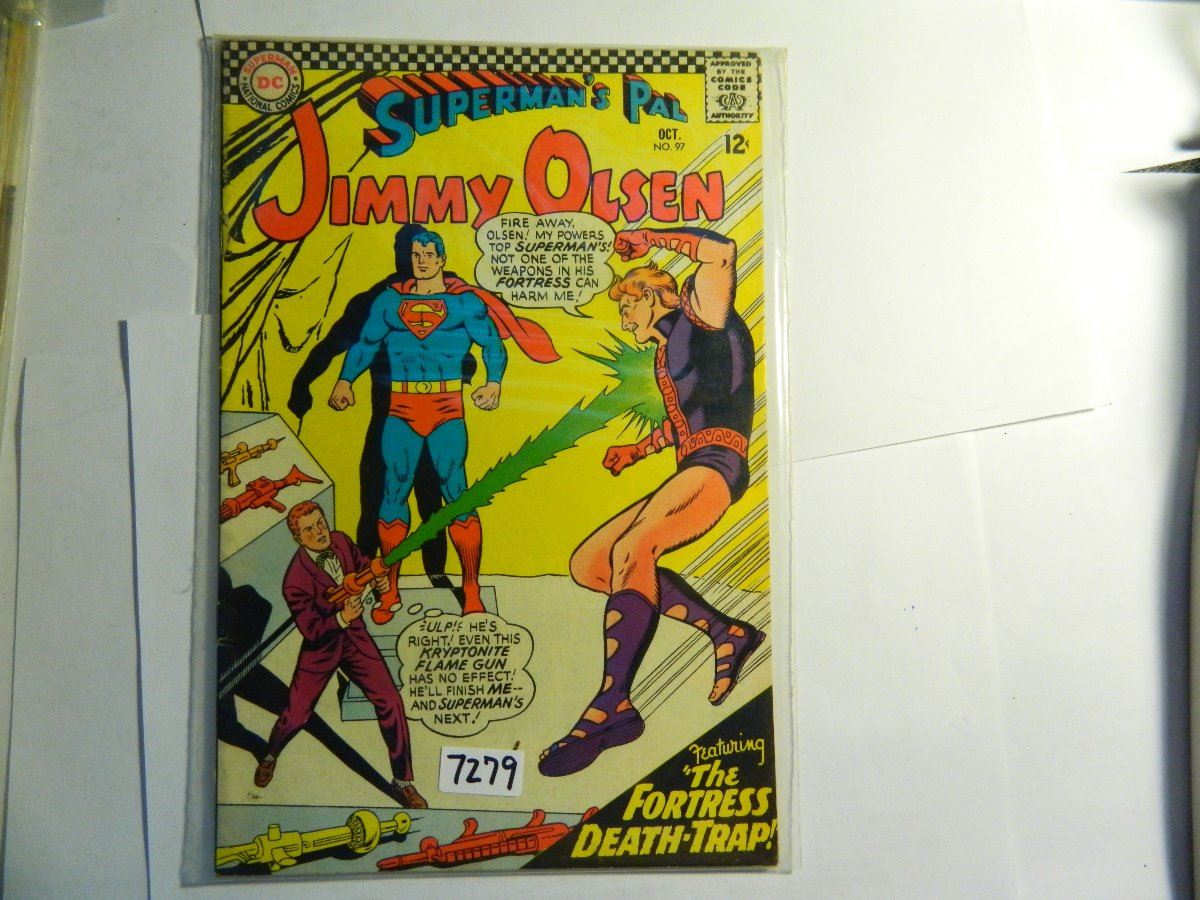 SUPERMAN
DC
NATIONAL COMICS
SUPERMAN'S PAL
JIMMY OLSEN
OCT.
NO. 97
12¢
APPROVED
BY THE
COMICS
CODE
CA
AUTHORITY
FIRE AWAY,
OLSEN! MY POWERS
TOP SUPERMAN'S!
NOT ONE OF THE
WEAPONS IN HIS
FORTRESS CAN
HARM ME!
S
:ULP!: HE'S
RIGHT! EVEN THIS
KRYPTONITE
FLAME GUN
HAS NO EFFECT!
HE'LL FINISH ME--
AND SUPERMAN'S
NEXT!
7279
Featuring
"The
FORTRESS
DEATH-TRAP!